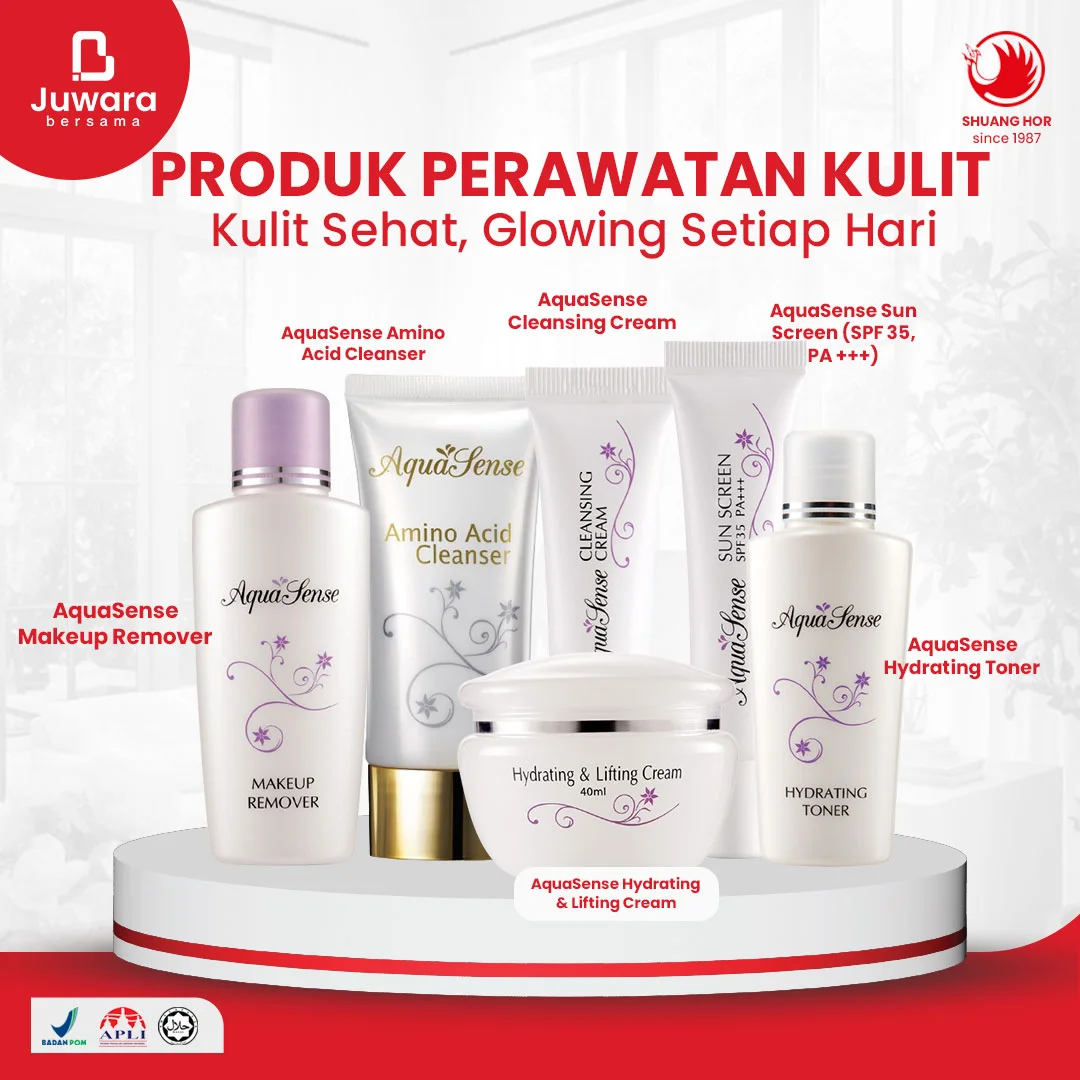 Juwara
bersama
SHUANG HOR
since 1987
PRODUK PERAWATAN KULIT
Kulit Sehat, Glowing Setiap Hari
AquaSense Amino
Acid Cleanser
AquaSense
Cleansing Cream
AquaSense Sun
Screen (SPF 35,
PA +++)
AquaSense
Makeup Remover
AquaSense
Hydrating Toner
AquaSense
MAKEUP
REMOVER
AquaSense
Amino Acid
Cleanser
AquaSense
CLEANSING
CREAM
AquaSense
SUN SCREEN
SPF35 PA+++
AquaSense
HYDRATING
TONER
Hydrating & Lifting Cream
40ml
AquaSense Hydrating
& Lifting Cream
BADAN POM
APLI
حلال